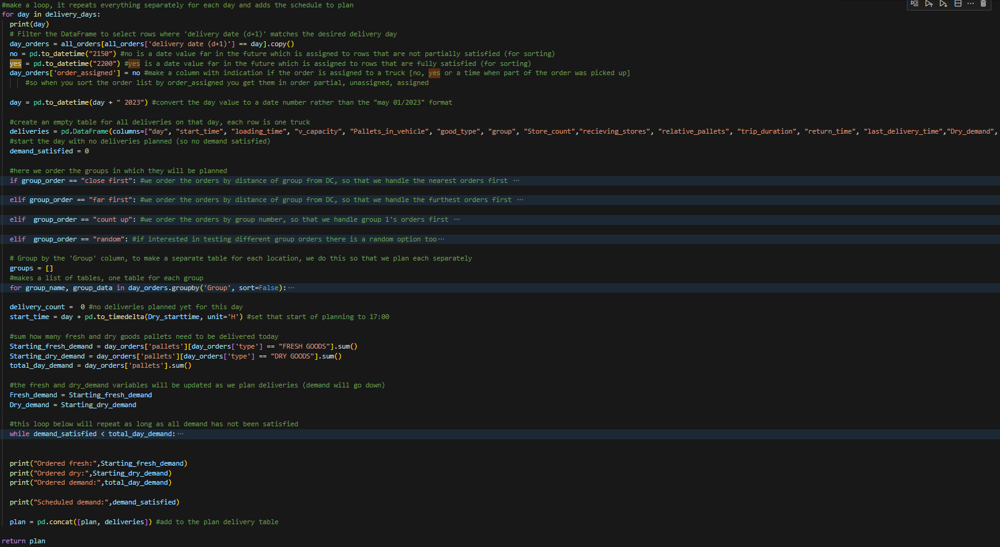 #make a loop, it repeats everything separately for each day and adds the schedule to plan
for day in delivery_days:
print(day)
# Filter the DataFrame to select rows where 'delivery date (d+1)' matches the desired delivery day
day_orders = all_orders[all_orders['delivery date (d+1)'] == day].copy()
no = pd.to_datetime("2150") #no is a date value far in the future which is assigned to rows that are not partially satisfied (for sorting)
yes = pd.to_datetime("2200") #yes is a date value far in the future which is assigned to rows that are fully satisfied (for sorting)
day_orders['order_assigned'] = no #make a column with indication if the order is assigned to a truck [no, yes or a time when part of the order was picked up]
#so when you sort the order list by order_assigned you get them in order partial, unassigned, assigned
day = pd.to_datetime(day + " 2023") #convert the day value to a date number rather than the "may 01/2023" format
#create an empty table for all deliveries on that day, each row is one truck
deliveries = pd.DataFrame(columns=["day", "start_time", "loading_time", "v_capacity", "Pallets_in_vehicle", "good_type", "group", "Store_count","recieving_stores", "relative_pallets", "trip_duration", "return_time", "last_delivery_time","Dry_demand",
#start the day with no deliveries planned (so no demand satisfied)
demand_satisfied = 0
#here we order the groups in which they will be planned
if group_order == "close first": #we order the orders by distance of group from DC, so that we handle the nearest orders first ···
elif group_order == "far first": #we order the orders by distance of group from DC, so that we handle the furthest orders first ···
elif  group_order == "count up": #we order the orders by group number, so that we handle group 1's orders first ···
elif  group_order == "random": #if interested in testing different group orders there is a random option too···
# Group by the 'Group' column, to make a separate table for each location, we do this so that we plan each separately
groups = []
#makes a list of tables, one table for each group
for group_name, group_data in day_orders.groupby('Group', sort=False):···
delivery_count =  0 #no deliveries planned yet for this day
start_time = day + pd.to_timedelta(Dry_starttime, unit='H') #set that start of planning to 17:00
#sum how many fresh and dry goods pallets need to be delivered today
Starting_fresh_demand = day_orders['pallets'][day_orders['type'] == "FRESH GOODS"].sum()
Starting_dry_demand = day_orders['pallets'][day_orders['type'] == "DRY GOODS"].sum()
total_day_demand = day_orders['pallets'].sum()
#the fresh and dry_demand variables will be updated as we plan deliveries (demand will go down)
Fresh_demand = Starting_fresh_demand
Dry_demand = Starting_dry_demand
#this loop below will repeat as long as all demand has not been satisfied
while demand_satisfied < total_day_demand:···
print("Ordered fresh:",Starting_fresh_demand)
print("Ordered dry:",Starting_dry_demand)
print("Ordered demand:",total_day_demand)
print("Scheduled demand:",demand_satisfied)
plan = pd.concat([plan, deliveries]) #add to the plan delivery table
return plan